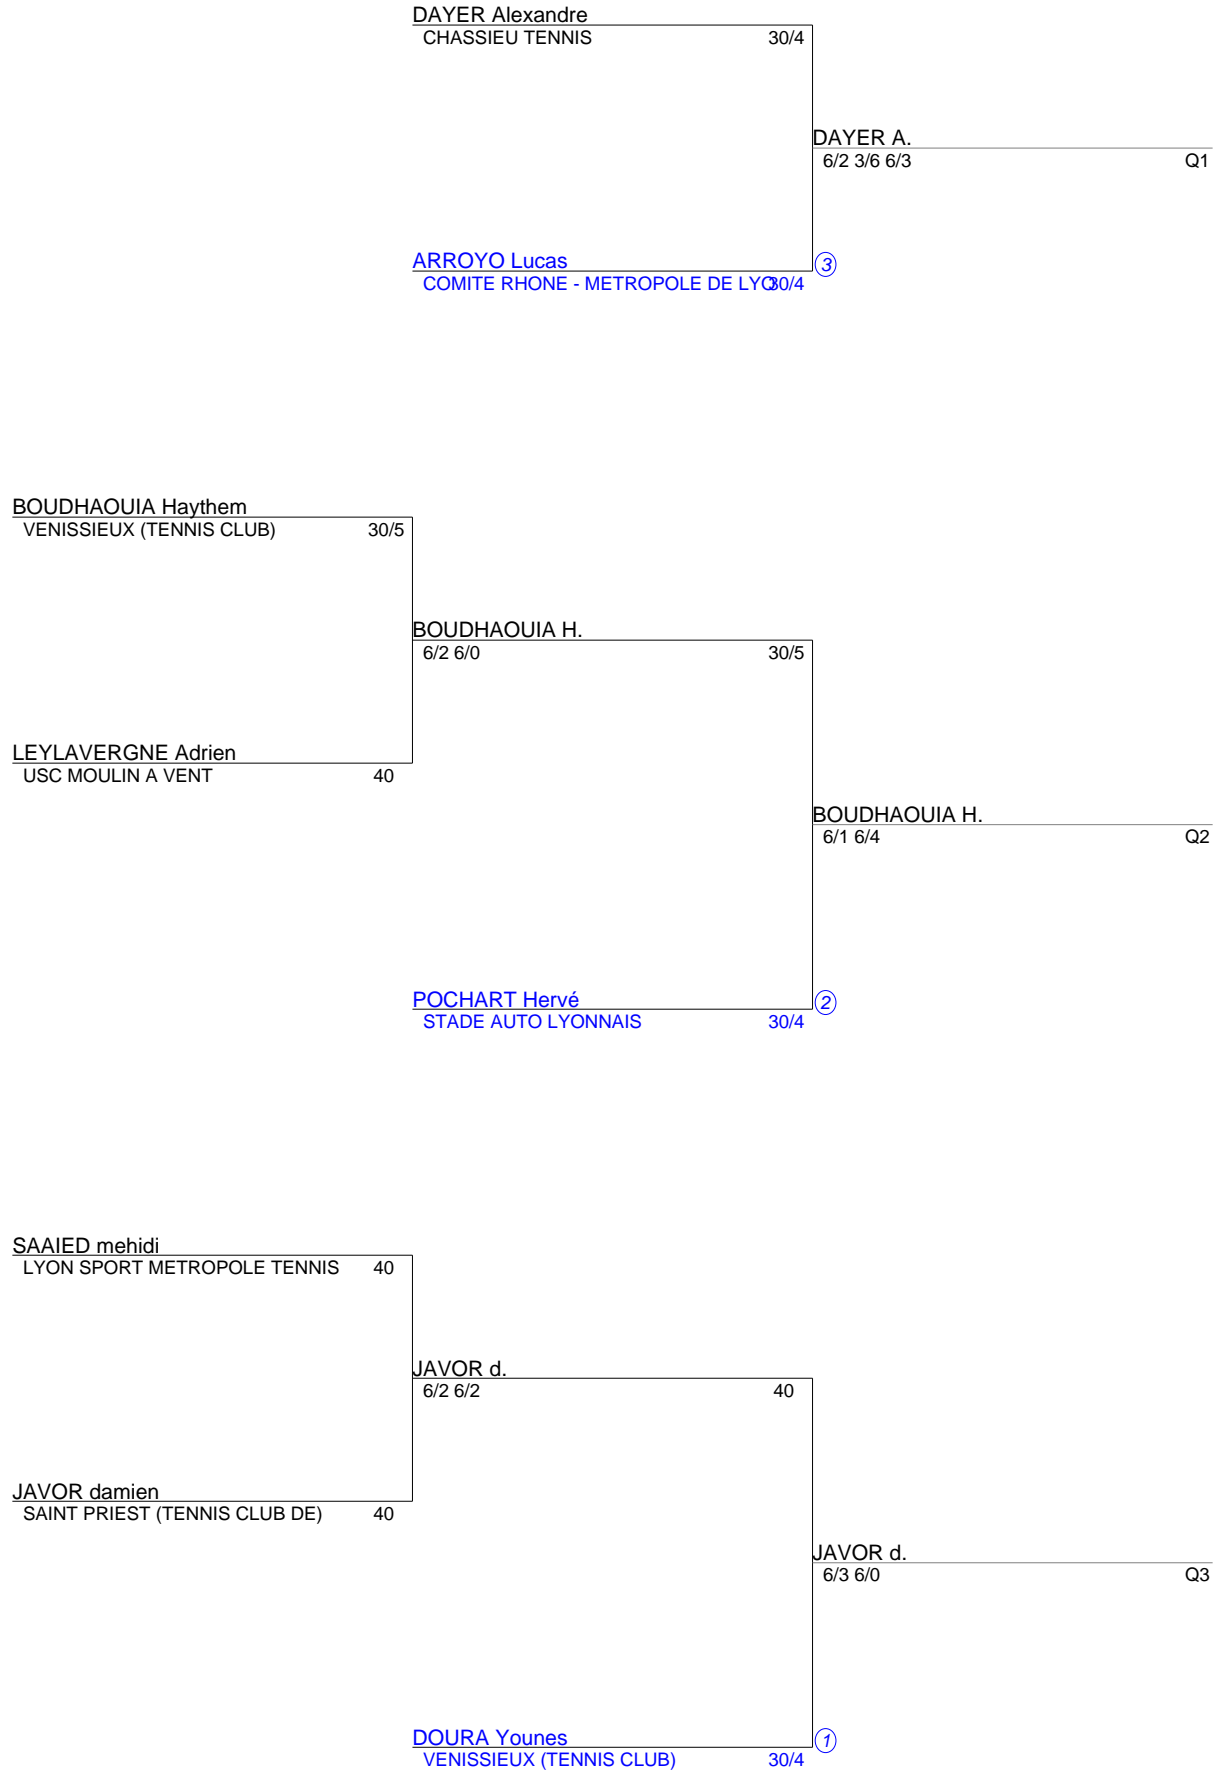 DAYER Alexandre
CHASSIEU TENNIS 30/4
DAYER A.
6/2 3/6 6/3 Q1
ARROYO Lucas 3
COMITE RHONE - METROPOLE DE LYO 30/4
BOUDHAOUIA Haythem
VENISSIEUX (TENNIS CLUB) 30/5
BOUDHAOUIA H.
6/2 6/0 30/5
LEYLAVERGNE Adrien
USC MOULIN A VENT 40
BOUDHAOUIA H.
6/1 6/4 Q2
POCHART Hervé 2
STADE AUTO LYONNAIS 30/4
SAAIED mehidi
LYON SPORT METROPOLE TENNIS 40
JAVOR d.
6/2 6/2 40
JAVOR damien
SAINT PRIEST (TENNIS CLUB DE) 40
JAVOR d.
6/3 6/0 Q3
DOURA Younes 1
VENISSIEUX (TENNIS CLUB) 30/4